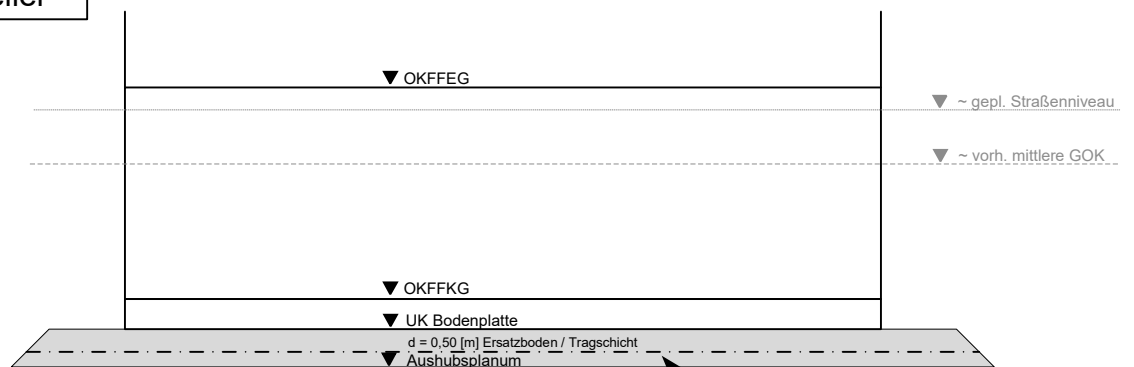 OKFFEG
~ gepl. Straßenniveau
~ vorh. mittlere GOK
OKFFKG
UK Bodenplatte
d = 0,50 [m] Ersatzboden / Tragschicht
Aushubsplanum